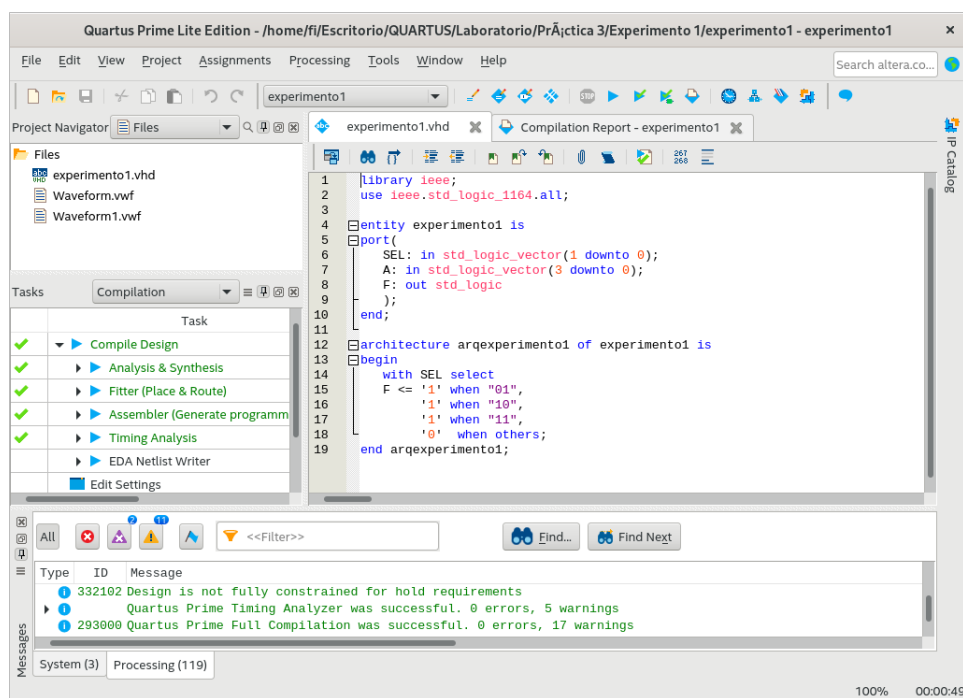 Quartus Prime Lite Edition - /home/fi/Escritorio/QUARTUS/Laboratorio/PrÃ¡ctica 3/Experimento 1/experimento1 - experimento1
File Edit View Project Assignments Processing Tools Window Help
Search altera.co...
experimento1
STOP
Project Navigator Files
experimento1.vhd
Compilation Report - experimento1
IP Catalog
Files
experimento1.vhd
Waveform.vwf
Waveform1.vwf
267
268
1 library ieee;
2 use ieee.std_logic_1164.all;
3
4 entity experimento1 is
5 port(
6 SEL: in std_logic_vector(1 downto 0);
7 A: in std_logic_vector(3 downto 0);
8 F: out std_logic
9 );
10 end;
11
12 architecture arqexperimento1 of experimento1 is
13 begin
14 with SEL select
15 F <= '1' when "01",
16 '1' when "10",
17 '1' when "11",
18 '0' when others;
19 end arqexperimento1;
Tasks Compilation
Task
Compile Design
Analysis & Synthesis
Fitter (Place & Route)
Assembler (Generate programm
Timing Analysis
EDA Netlist Writer
Edit Settings
All
2
11
<<Filter>>
Find...
Find Next
Type ID Message
332102 Design is not fully constrained for hold requirements
Quartus Prime Timing Analyzer was successful. 0 errors, 5 warnings
293000 Quartus Prime Full Compilation was successful. 0 errors, 17 warnings
Messages
System (3) Processing (119)
100% 00:00:49